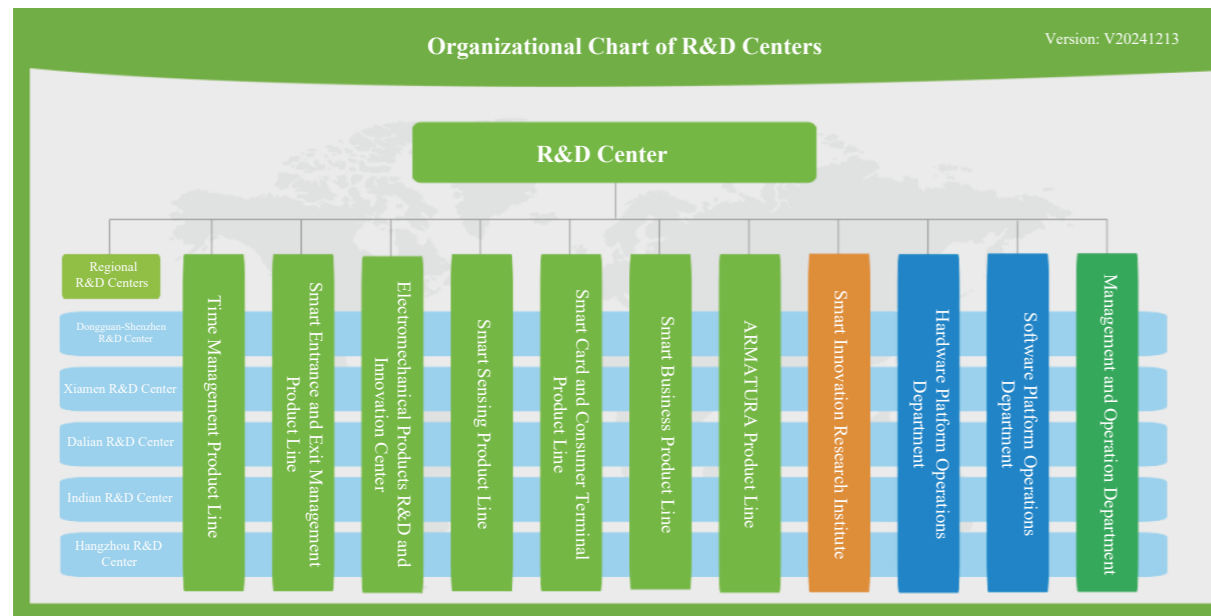 Organizational Chart of R&D Centers
Version: V20241213
R&D Center
Regional
R&D Centers
Dongguan-Shenzhen
R&D Center
Xiamen R&D Center
Dalian R&D Center
Indian R&D Center
Hangzhou R&D
Center
Time Management Product Line
Smart Entrance and Exit Management
Product Line
Electromechanical Products R&D and
Innovation Center
Smart Sensing Product Line
Smart Card and Consumer Terminal
Product Line
Smart Business Product Line
ARMATURA Product Line
Smart Innovation Research Institute
Hardware Platform Operations
Department
Software Platform Operations
Department
Management and Operation Department